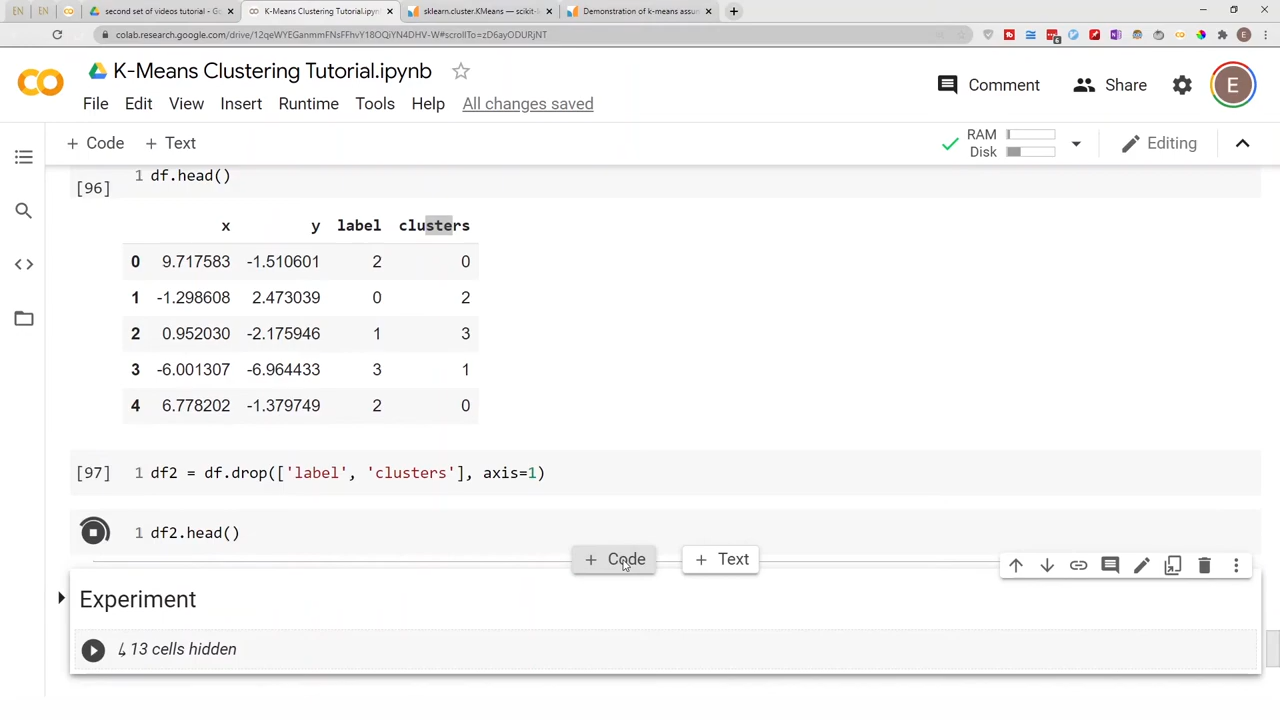 EN
EN
second set of videos tutorial - Go
K-Means Clustering Tutorial.ipynb
sklearn.cluster.KMeans — scikit-l
Demonstration of k-means assum
colab.research.google.com/drive/12qeWYEGanmmFNsFFhvY18OQiYN4DHV-W#scrollTo=zD6ayODURjNT
K-Means Clustering Tutorial.ipynb
Comment
Share
E
File Edit View Insert Runtime Tools Help All changes saved
+ Code + Text
RAM
Disk
Editing
[96]
1 df.head()
x y label clusters
0 9.717583 -1.510601 2 0
1 -1.298608 2.473039 0 2
2 0.952030 -2.175946 1 3
3 -6.001307 -6.964433 3 1
4 6.778202 -1.379749 2 0
[97] 1 df2 = df.drop(['label', 'clusters'], axis=1)
1 df2.head()
+ Code + Text
Experiment
↳ 13 cells hidden